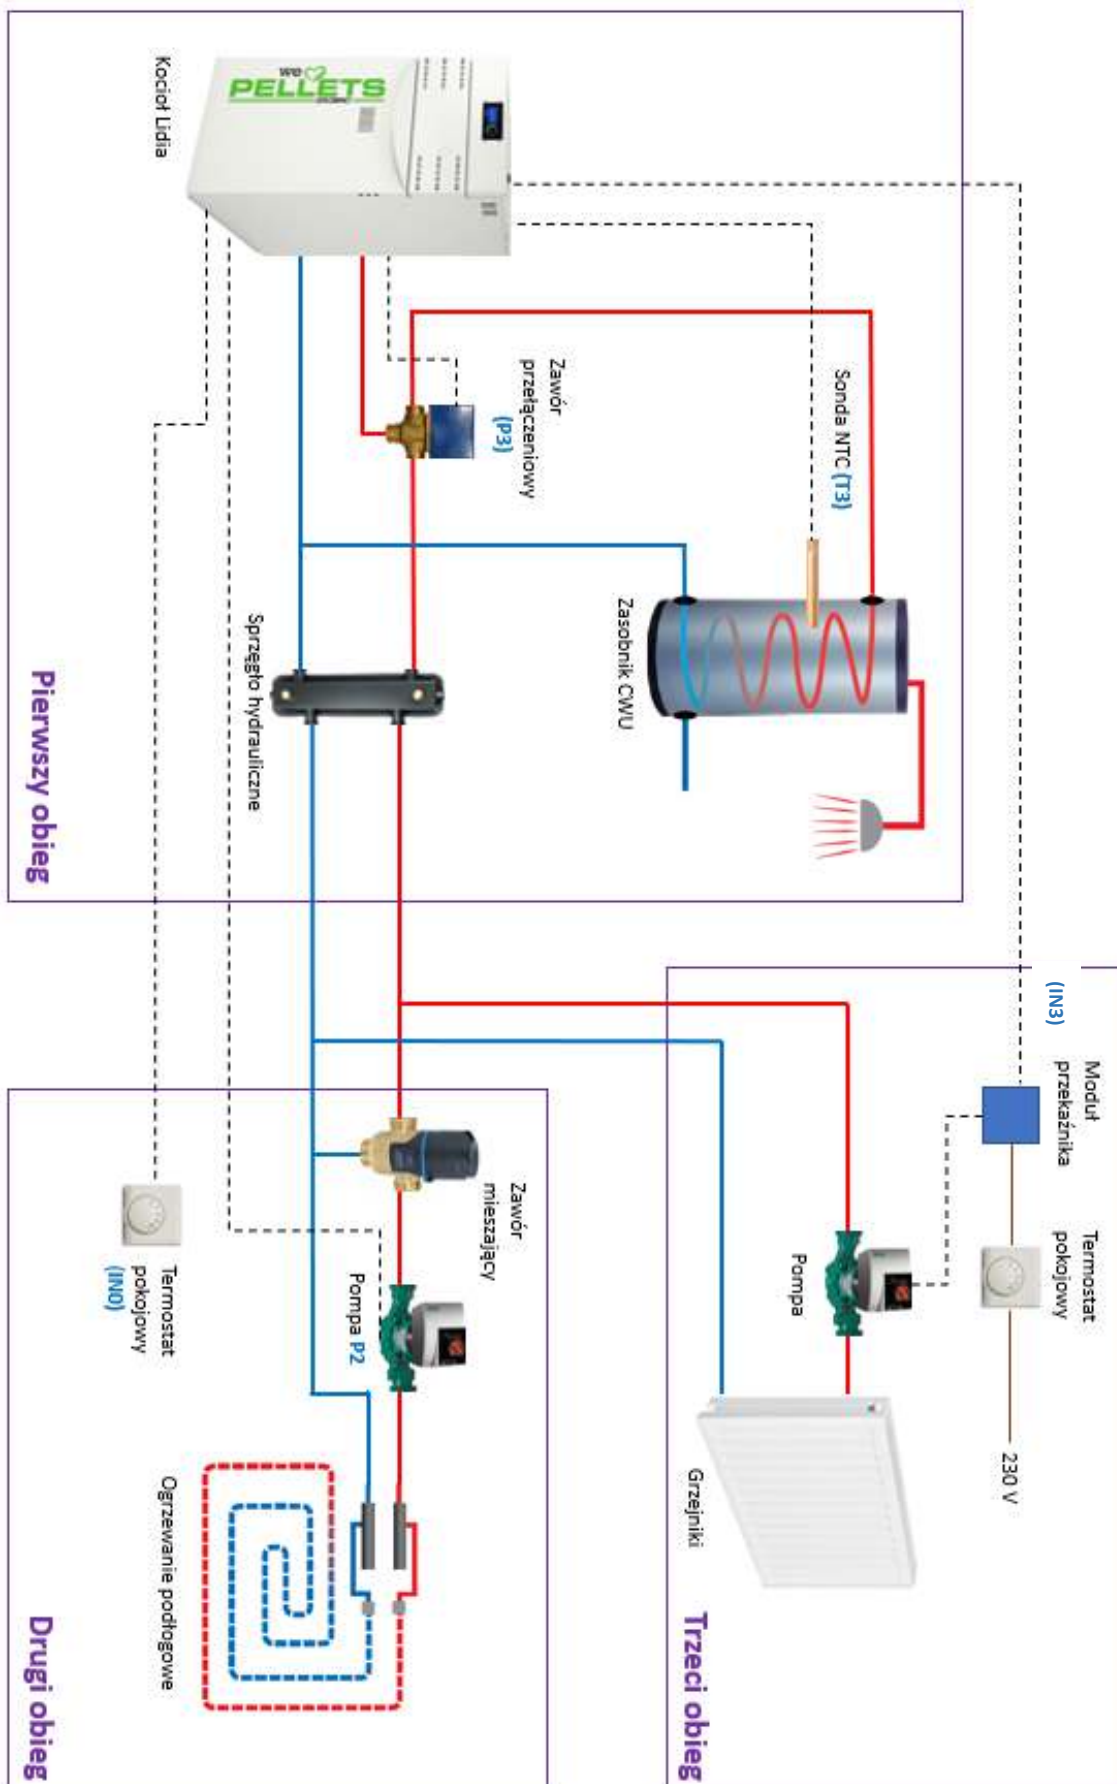 we
PELLETS
Kocioł Lidia
Zawór
przełączeniowy
(P3)
Sonda NTC (T3)
Zasobnik CWU
Sprzęgło hydrauliczne
Pierwszy obieg
(IN3)
Moduł
przekaźnika
Termostat
pokojowy
230 V
Pompa
Grzejniki
Trzeci obieg
Zawór
mieszający
Pompa P2
Termostat
pokojowy
(IN0)
Ogrzewanie podłogowe
Drugi obieg